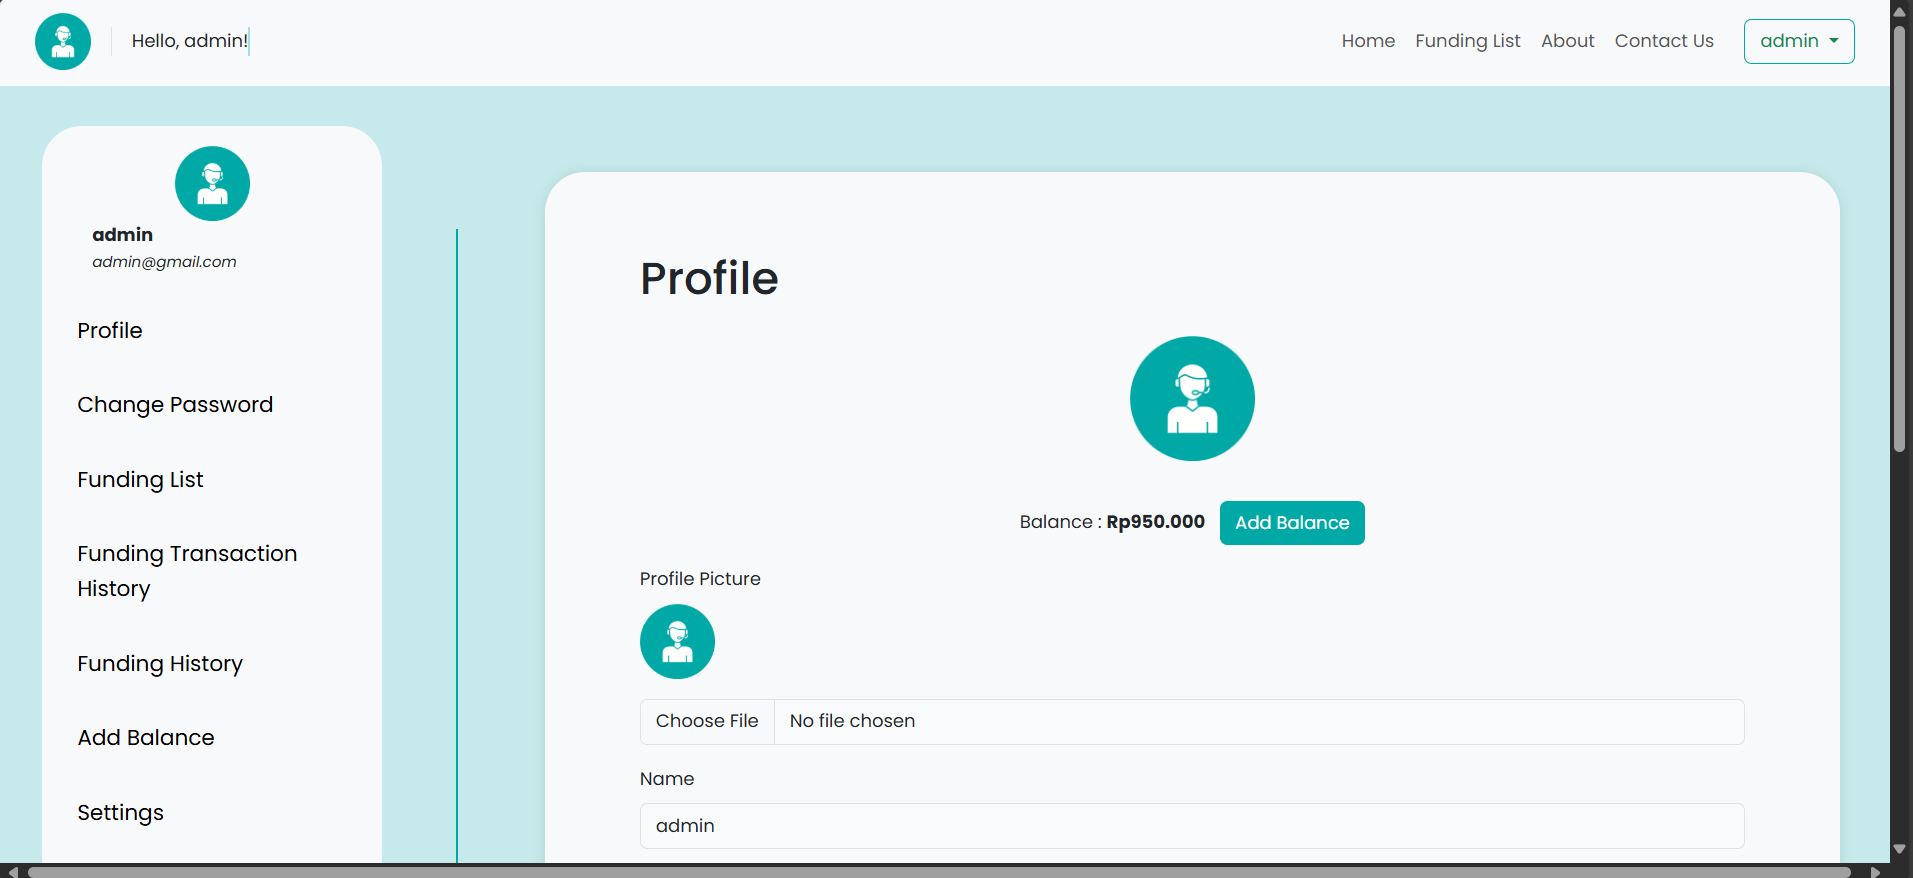 Hello, admin!
Home Funding List About Contact Us admin
admin
admin@gmail.com
Profile
Change Password
Funding List
Funding Transaction
History
Funding History
Add Balance
Settings
Profile
Balance : Rp950.000 Add Balance
Profile Picture
Choose File No file chosen
Name
admin